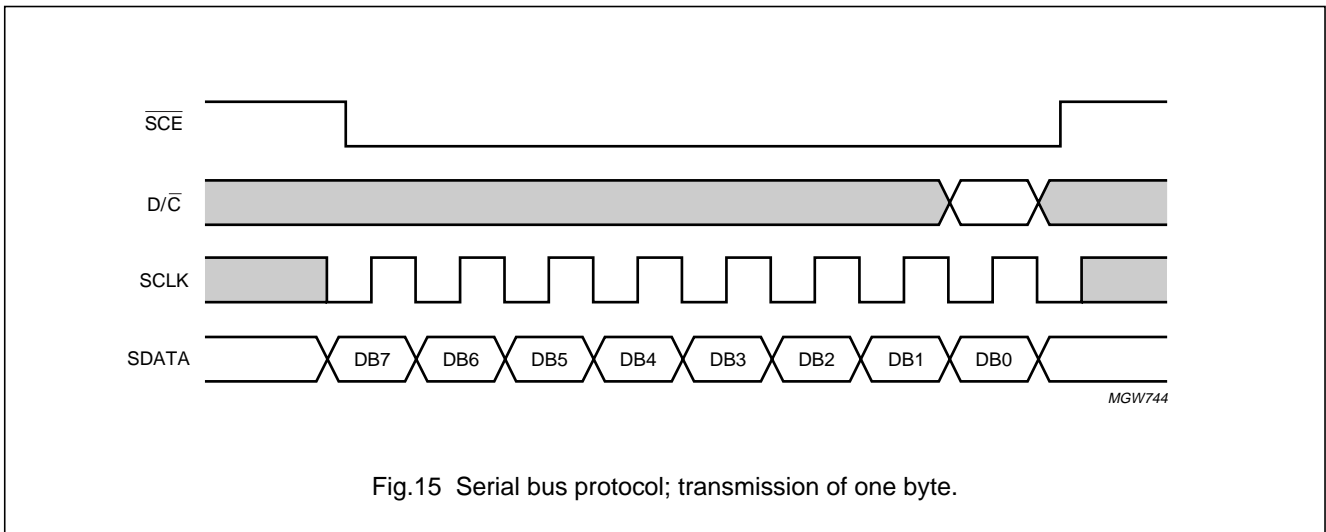 S̅C̅E̅
D/C̅
SCLK
SDATA DB7 DB6 DB5 DB4 DB3 DB2 DB1 DB0
MGW744
Fig.15 Serial bus protocol; transmission of one byte.